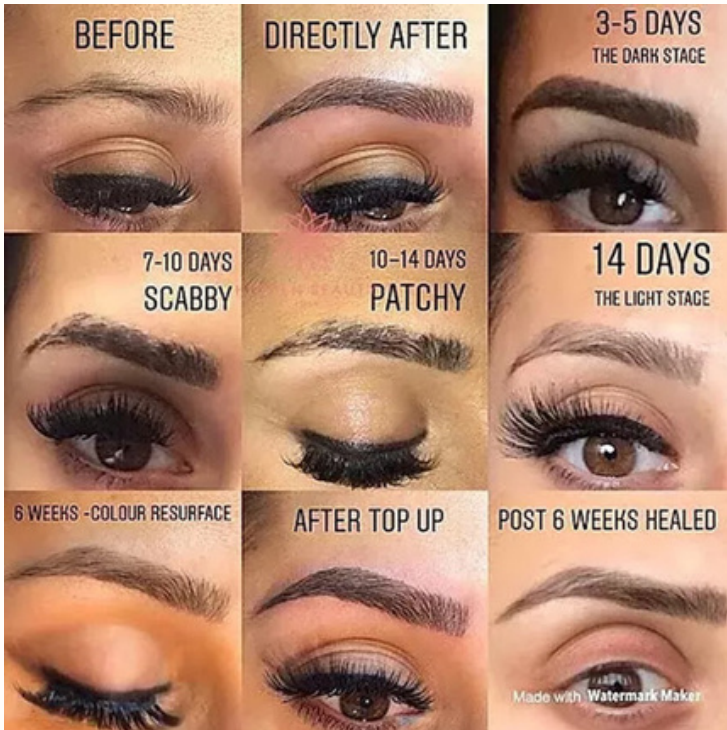 BEFORE
DIRECTLY AFTER
3-5 DAYS
THE DARK STAGE
7-10 DAYS
SCABBY
10-14 DAYS
PATCHY
14 DAYS
THE LIGHT STAGE
6 WEEKS -COLOUR RESURFACE
AFTER TOP UP
POST 6 WEEKS HEALED
Made with Watermark Maker